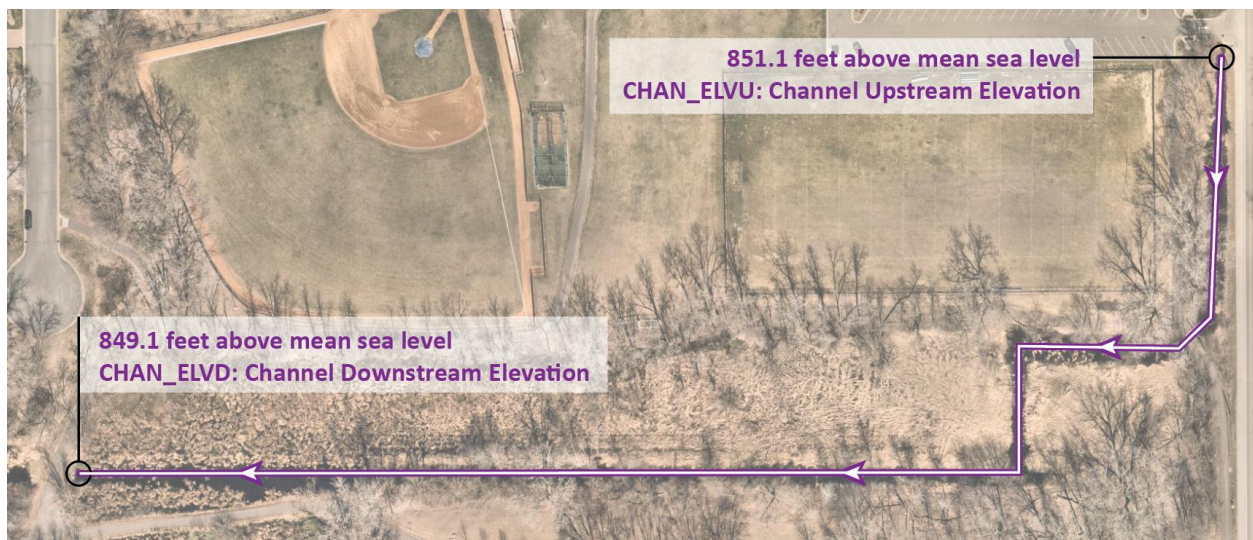 851.1 feet above mean sea level
CHAN_ELVU: Channel Upstream Elevation
849.1 feet above mean sea level
CHAN_ELVD: Channel Downstream Elevation